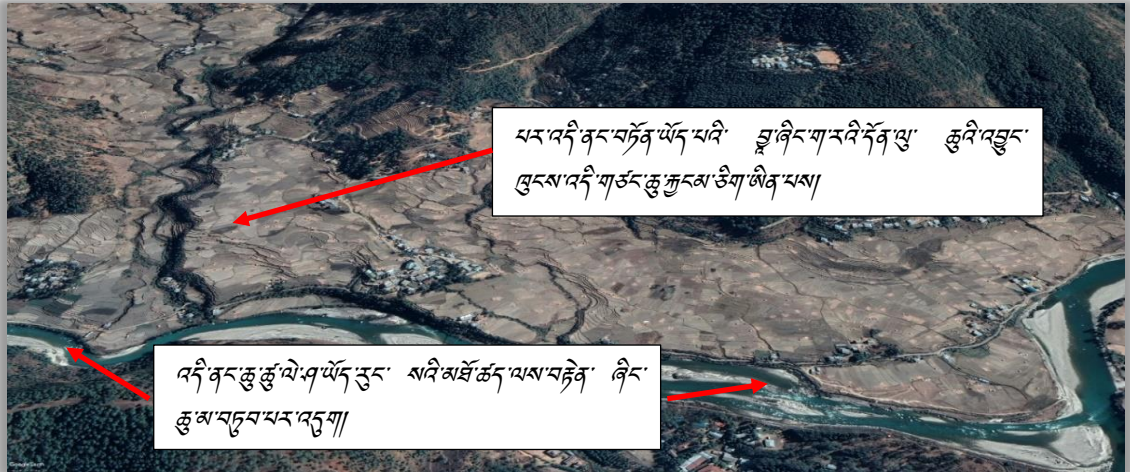 པར་འདི་ནང་བཏོན་ཡོད་པའི་ བྱཱ་ཞིང་ག་ར་འི་དོན་ལུ་ ཆུའི་འབྱུང་
ཁུངས་འདི་གཙང་ཆུ་རྐྱངམ་ཅིག་ཨིན་པས།
འདི་ནང་ཆུ་ཚུ་ལེ་ཤ་ཡོད་རུང་ སའི་མཐོ་ཚད་ལས་བརྟེན་ ཞིང་
ཆུ་མ་བཏུབ་པར་འདུག།